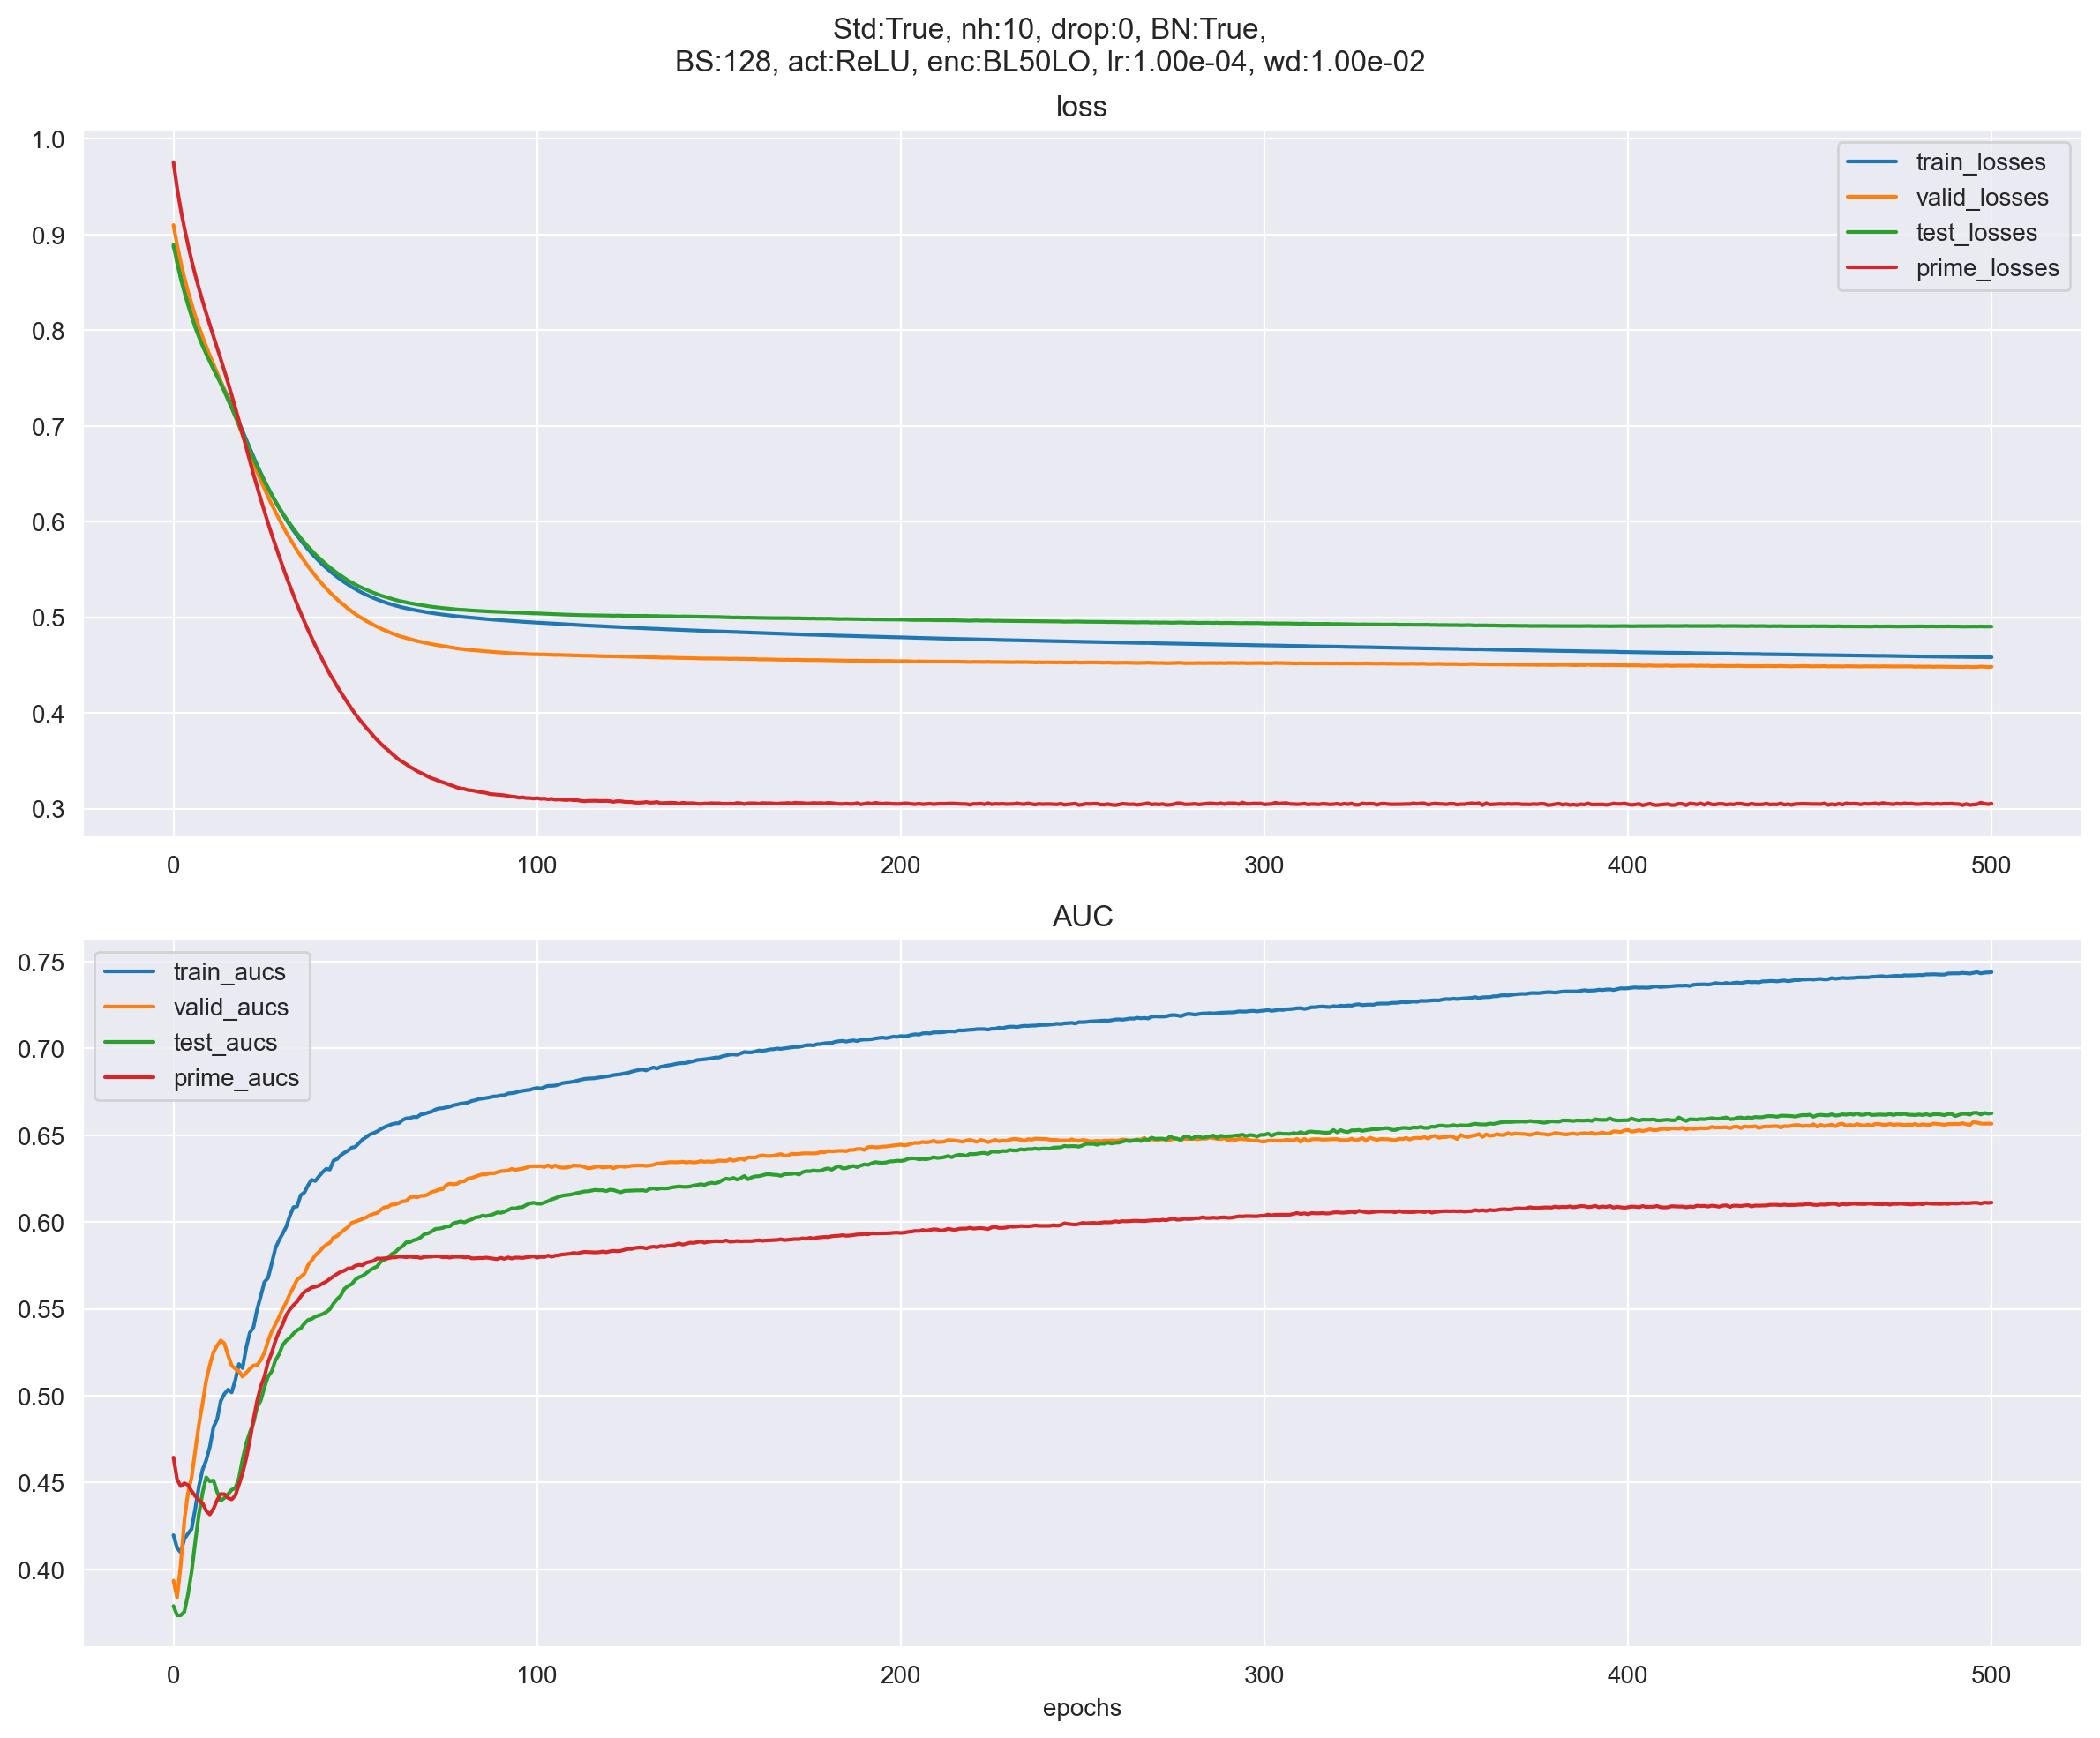 Std:True, nh:10, drop:0, BN:True,
BS:128, act:ReLU, enc:BL50LO, lr:1.00e-04, wd:1.00e-02
loss
1.0
0.9
0.8
0.7
0.6
0.5
0.4
0.3
train_losses
valid_losses
test_losses
prime_losses
0 100 200 300 400 500
AUC
0.75
0.70
0.65
0.60
0.55
0.50
0.45
0.40
train_aucs
valid_aucs
test_aucs
prime_aucs
0 100 200 300 400 500
epochs